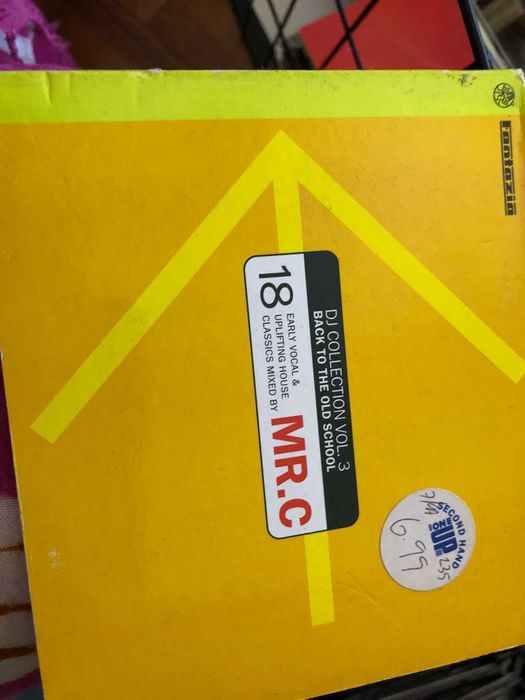 Fantazia
DJ COLLECTION VOL. 3
BACK TO THE OLD SCHOOL
18
EARLY VOCAL &
UPLIFTING HOUSE
CLASSICS MIXED BY
MR.C
SECOND HAND
ONE
UP
235
6.99